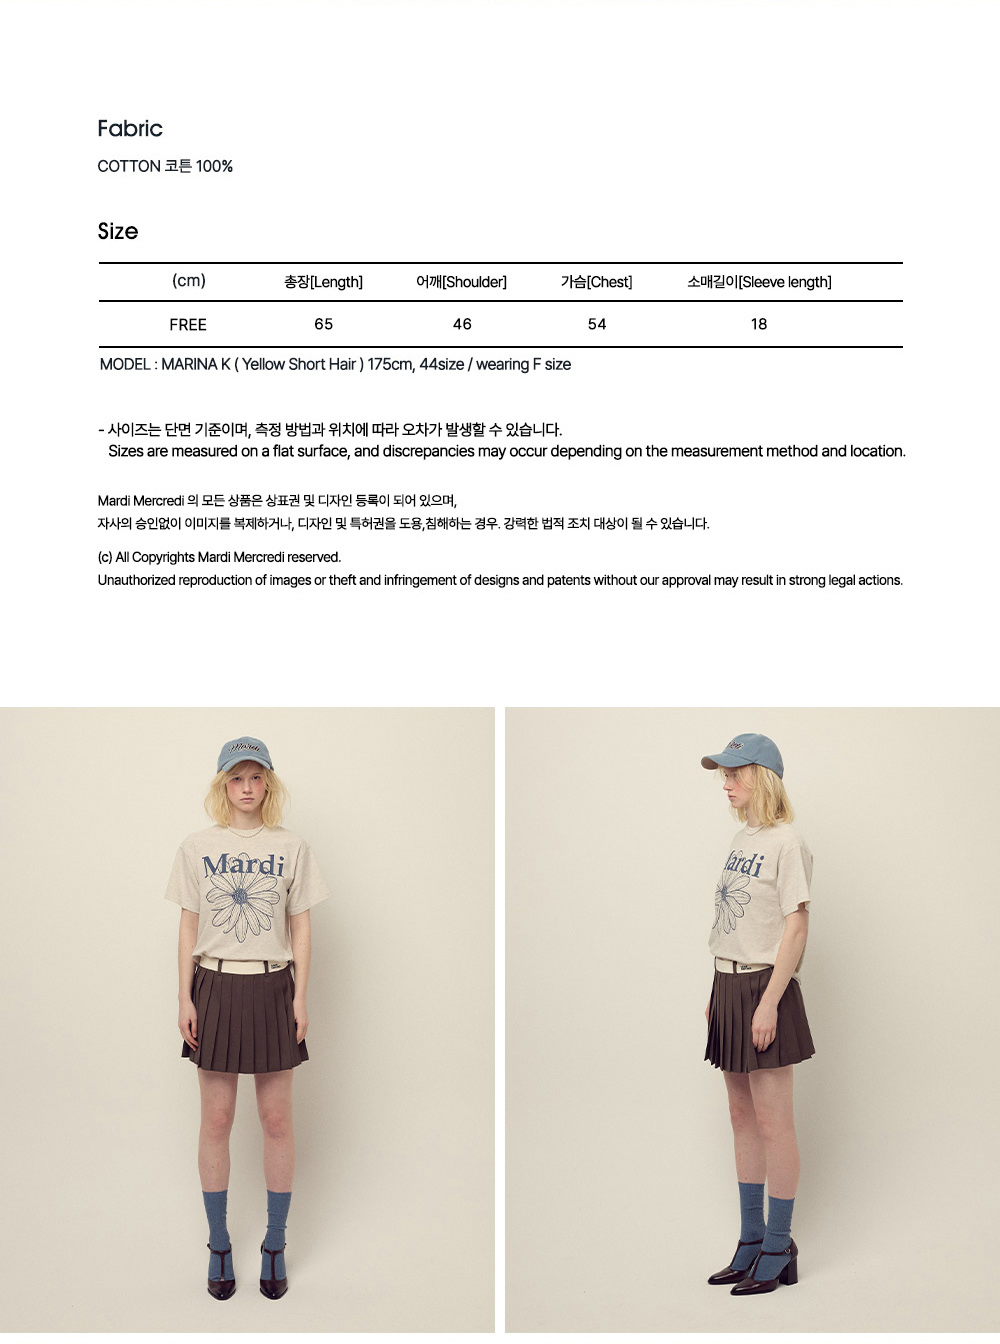 Fabric
COTTON 코튼 100%
Size
(cm) 총장[Length] 어깨[Shoulder] 가슴[Chest] 소매길이[Sleeve length]
FREE 65 46 54 18
MODEL : MARINA K ( Yellow Short Hair ) 175cm, 44size / wearing F size
- 사이즈는 단면 기준이며, 측정 방법과 위치에 따라 오차가 발생할 수 있습니다.
Sizes are measured on a flat surface, and discrepancies may occur depending on the measurement method and location.
Mardi Mercredi 의 모든 상품은 상표권 및 디자인 등록이 되어 있으며,
자사의 승인없이 이미지를 복제하거나, 디자인 및 특허권을 도용,침해하는 경우. 강력한 법적 조치 대상이 될 수 있습니다.
(c) All Copyrights Mardi Mercredi reserved.
Unauthorized reproduction of images or theft and infringement of designs and patents without our approval may result in strong legal actions.
Mardi
ardi